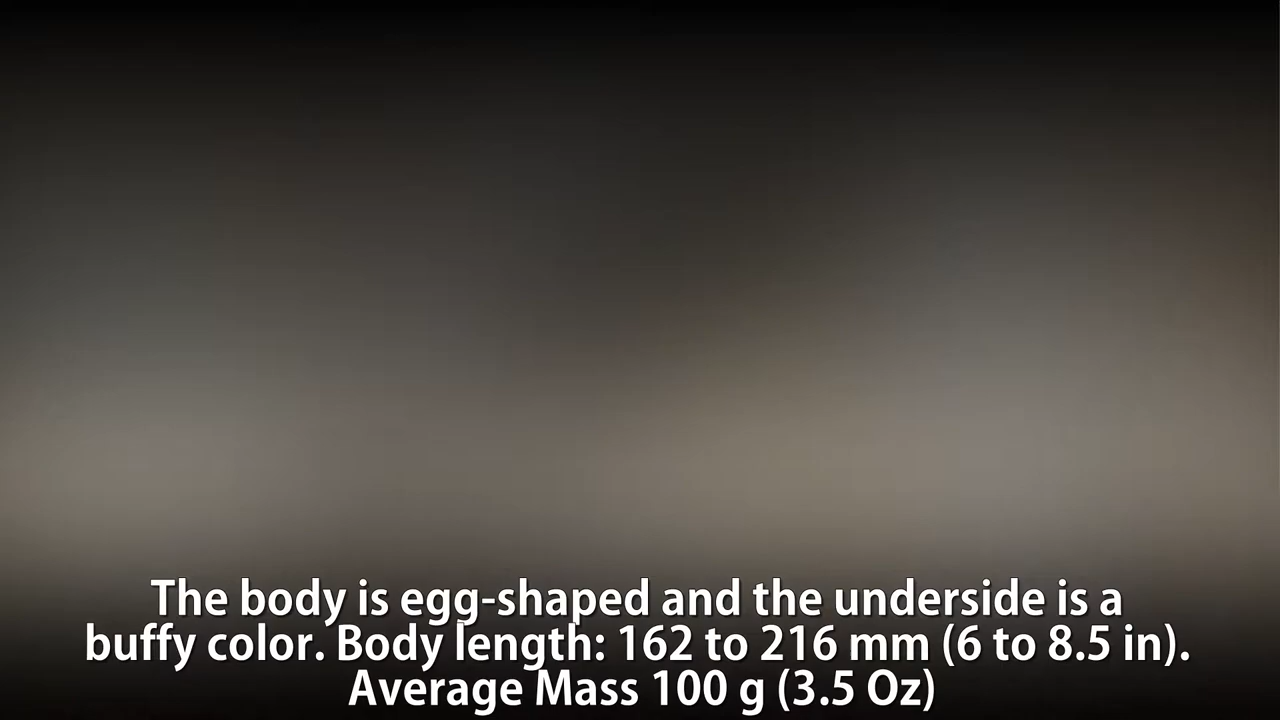 The body is egg-shaped and the underside is a
buffy color. Body length: 162 to 216 mm (6 to 8.5 in).
Average Mass 100 g (3.5 Oz)